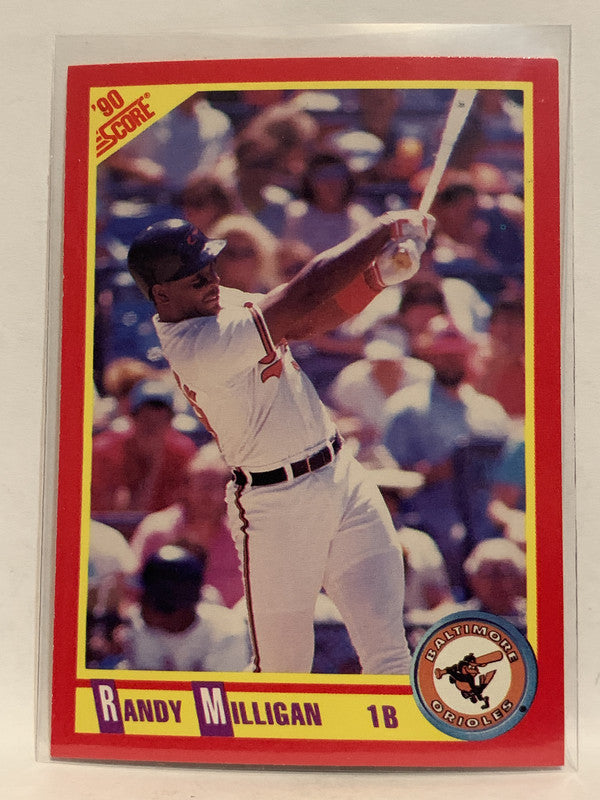 '90
SCORE®
RANDY MILLIGAN 1B
BALTIMORE
ORIOLES